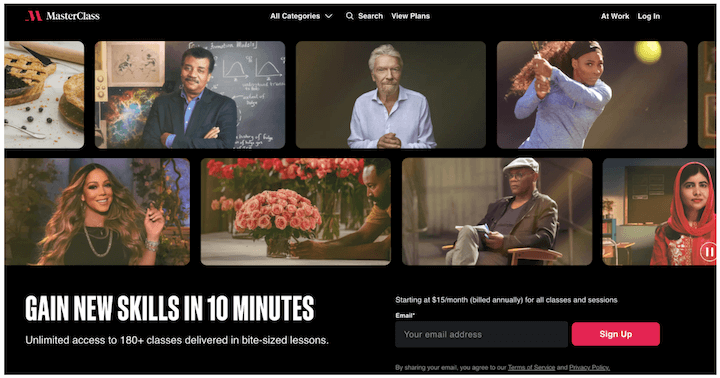 MasterClass
All Categories Search View Plans At Work Log In
GAIN NEW SKILLS IN 10 MINUTES
Unlimited access to 180+ classes delivered in bite-sized lessons.
Starting at $15/month (billed annually) for all classes and sessions
Email*
Your email address
Sign Up
By sharing your email, you agree to our Terms of Service and Privacy Policy.